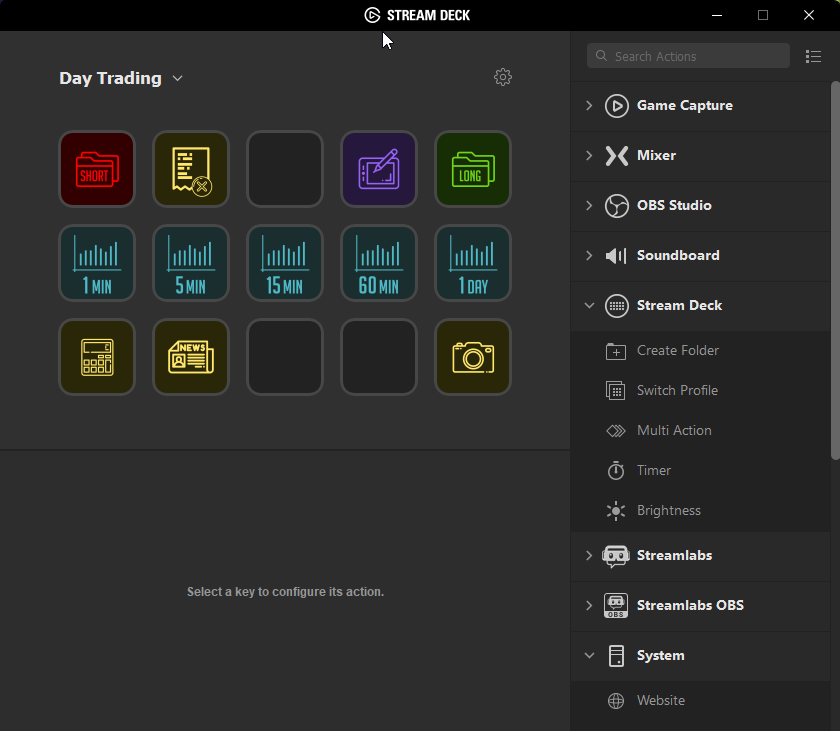 STREAM DECK
Day Trading
Search Actions
SHORT
LONG
1 MIN
5 MIN
15 MIN
60 MIN
1 DAY
NEWS
Select a key to configure its action.
Game Capture
Mixer
OBS Studio
Soundboard
Stream Deck
Create Folder
Switch Profile
Multi Action
Timer
Brightness
Streamlabs
OBS
Streamlabs OBS
System
Website